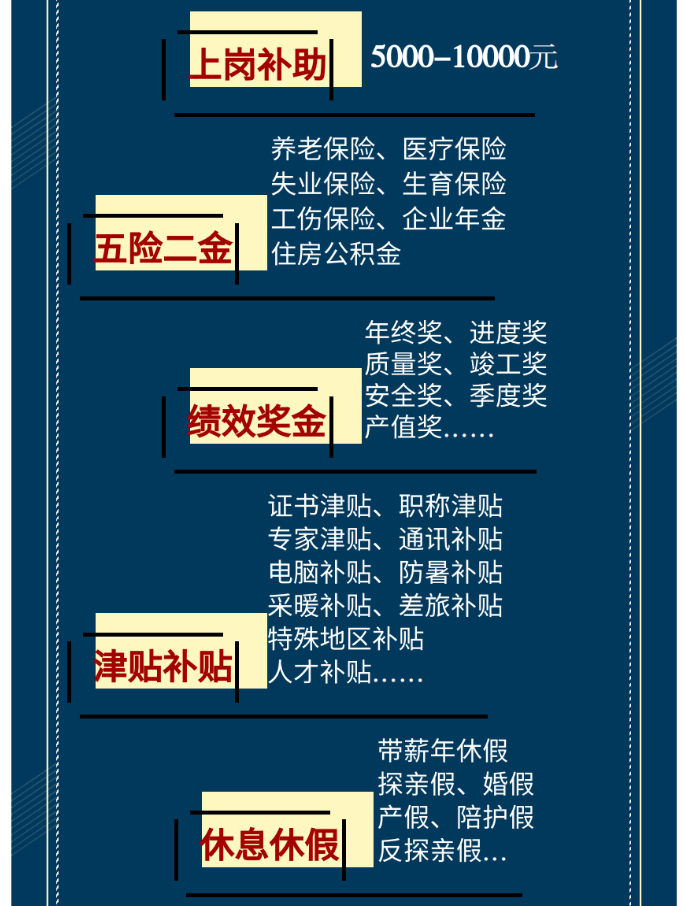 上岗补助
5000-10000元
养老保险、医疗保险
失业保险、生育保险
工伤保险、企业年金
住房公积金
五险二金
年终奖、进度奖
质量奖、竣工奖
安全奖、季度奖
产值奖……
绩效奖金
证书津贴、职称津贴
专家津贴、通讯补贴
电脑补贴、防暑补贴
采暖补贴、差旅补贴
特殊地区补贴
人才补贴……
津贴补贴
带薪年休假
探亲假、婚假
产假、陪护假
反探亲假…
休息休假